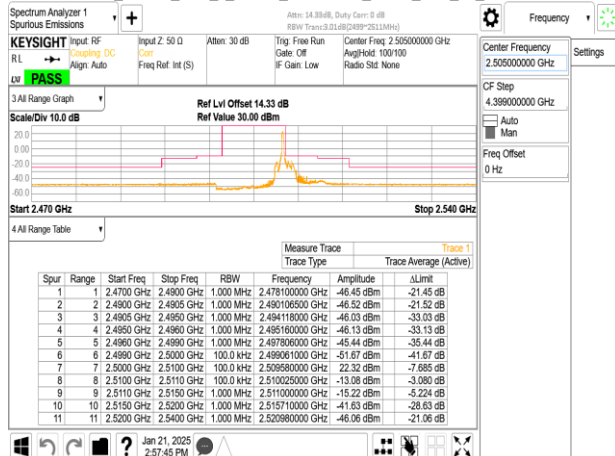 Spectrum Analyzer 1
Spurious Emissions
Attn: 14.33dB, Duty Corr: 0 dB
RBW Trans:3.01dB(2499~2511MHz)
Frequency
KEYSIGHT
Input: RF
Input Z: 50 Ω
Atten: 30 dB
Trig: Free Run
Center Freq: 2.505000000 GHz
R L
Coupling: DC
Corr
Gate: Off
Avg|Hold: 100/100
Align: Auto
Freq Ref: Int (S)
IF Gain: Low
Radio Std: None
PASS
Center Frequency
2.505000000 GHz
Settings
CF Step
4.399000000 GHz
Auto
Man
Freq Offset
0 Hz
3 All Range Graph
Ref Lvl Offset 14.33 dB
Scale/Div 10.0 dB
Ref Value 30.00 dBm
20.0
0.00
-20.0
-40.0
-60.0
Start 2.470 GHz
Stop 2.540 GHz
4 All Range Table
Measure Trace Trace 1
Trace Type Trace Average (Active)
Spur Range Start Freq Stop Freq RBW Frequency Amplitude ΔLimit
1 1 2.4700 GHz 2.4900 GHz 1.000 MHz 2.478100000 GHz -46.45 dBm -21.45 dB
2 2 2.4900 GHz 2.4905 GHz 1.000 MHz 2.490106500 GHz -46.52 dBm -21.52 dB
3 3 2.4905 GHz 2.4950 GHz 1.000 MHz 2.494118000 GHz -46.03 dBm -33.03 dB
4 4 2.4950 GHz 2.4960 GHz 1.000 MHz 2.495160000 GHz -46.13 dBm -33.13 dB
5 5 2.4960 GHz 2.4990 GHz 1.000 MHz 2.497806000 GHz -45.44 dBm -35.44 dB
6 6 2.4990 GHz 2.5000 GHz 100.0 kHz 2.499061000 GHz -51.67 dBm -41.67 dB
7 7 2.5000 GHz 2.5100 GHz 100.0 kHz 2.509580000 GHz 22.32 dBm -7.685 dB
8 8 2.5100 GHz 2.5110 GHz 100.0 kHz 2.510025000 GHz -13.08 dBm -3.080 dB
9 9 2.5110 GHz 2.5150 GHz 1.000 MHz 2.511000000 GHz -15.22 dBm -5.224 dB
10 10 2.5150 GHz 2.5200 GHz 1.000 MHz 2.515710000 GHz -41.63 dBm -28.63 dB
11 11 2.5200 GHz 2.5400 GHz 1.000 MHz 2.520980000 GHz -46.06 dBm -21.06 dB
?
Jan 21, 2025
2:57:45 PM